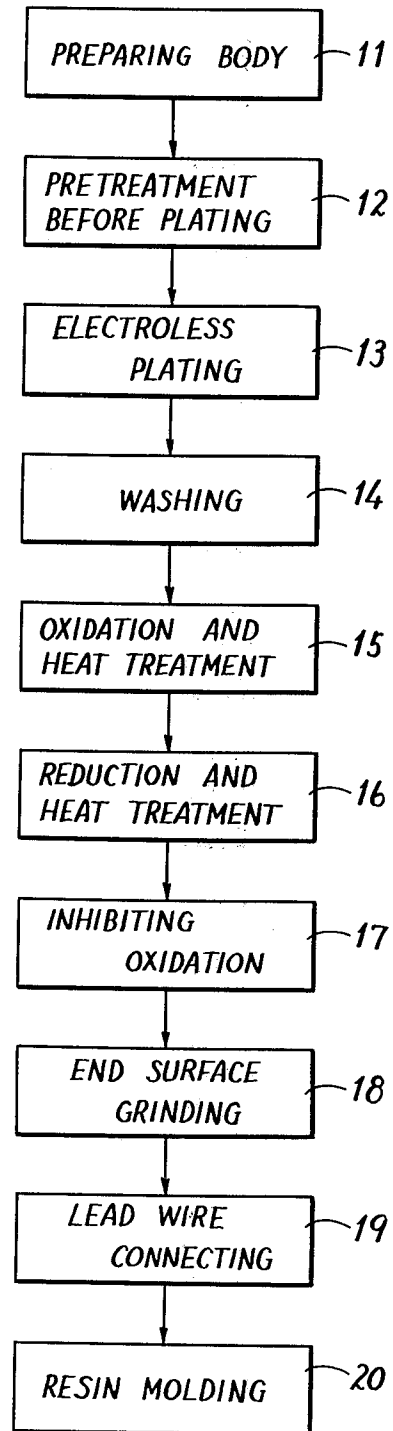 PREPARING BODY
11
PRETREATMENT
BEFORE PLATING
12
ELECTROLESS
PLATING
13
WASHING
14
OXIDATION AND
HEAT TREATMENT
15
REDUCTION AND
HEAT TREATMENT
16
INHIBITING
OXIDATION
17
END SURFACE
GRINDING
18
LEAD WIRE
CONNECTING
19
RESIN MOLDING
20